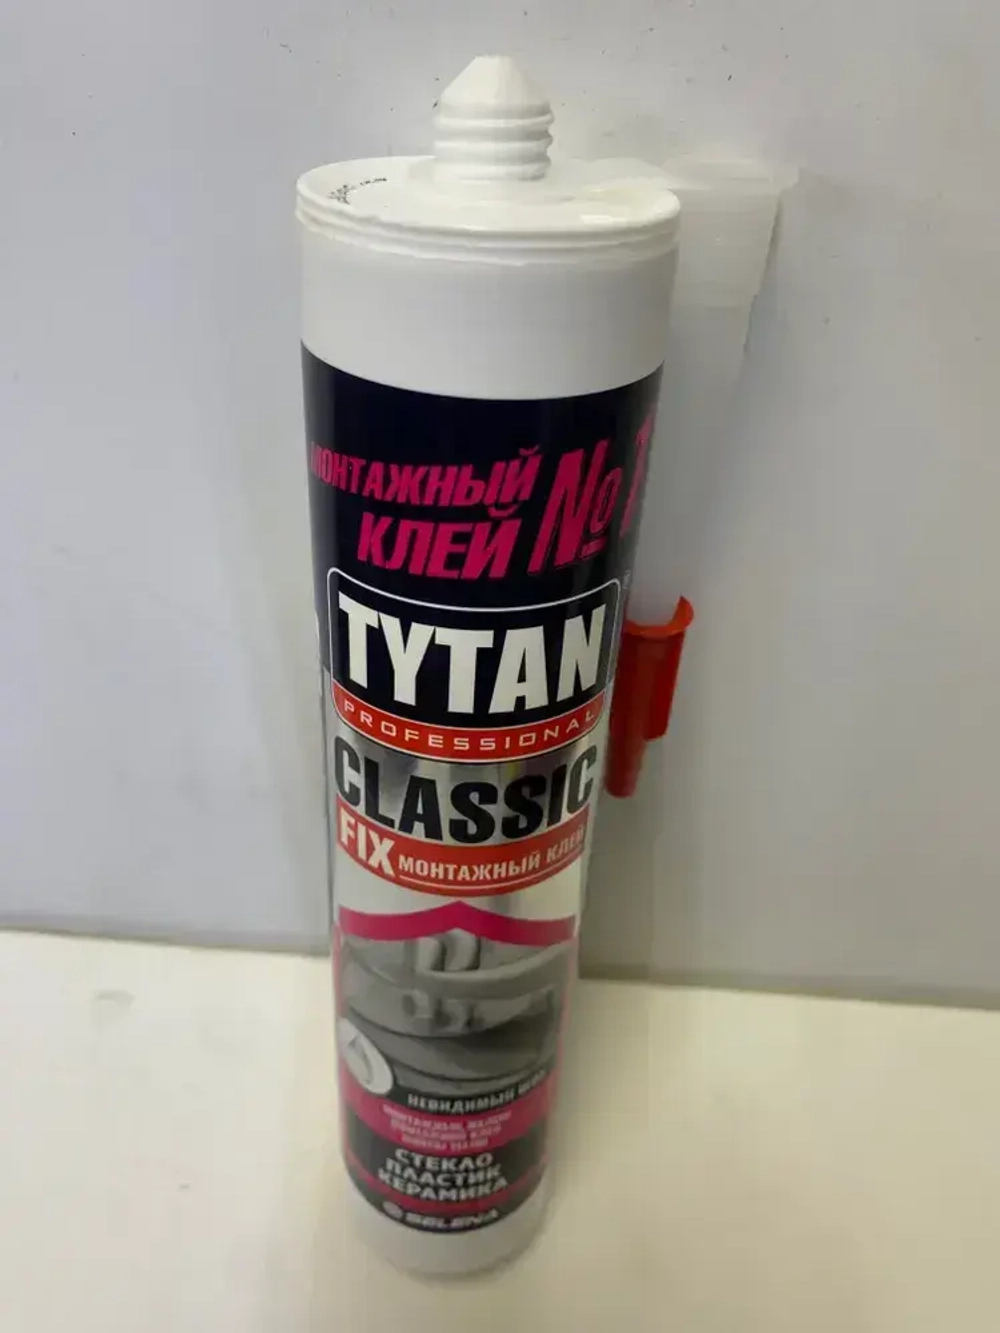 МОНТАЖНЫЙ
КЛЕЙ №1
TYTAN
PROFESSIONAL
CLASSIC
FIX МОНТАЖНЫЙ КЛЕЙ
НЕВИДИМЫЙ ШОВ
СТЕКЛО
ПЛАСТИК
КЕРАМИКА
SELENA